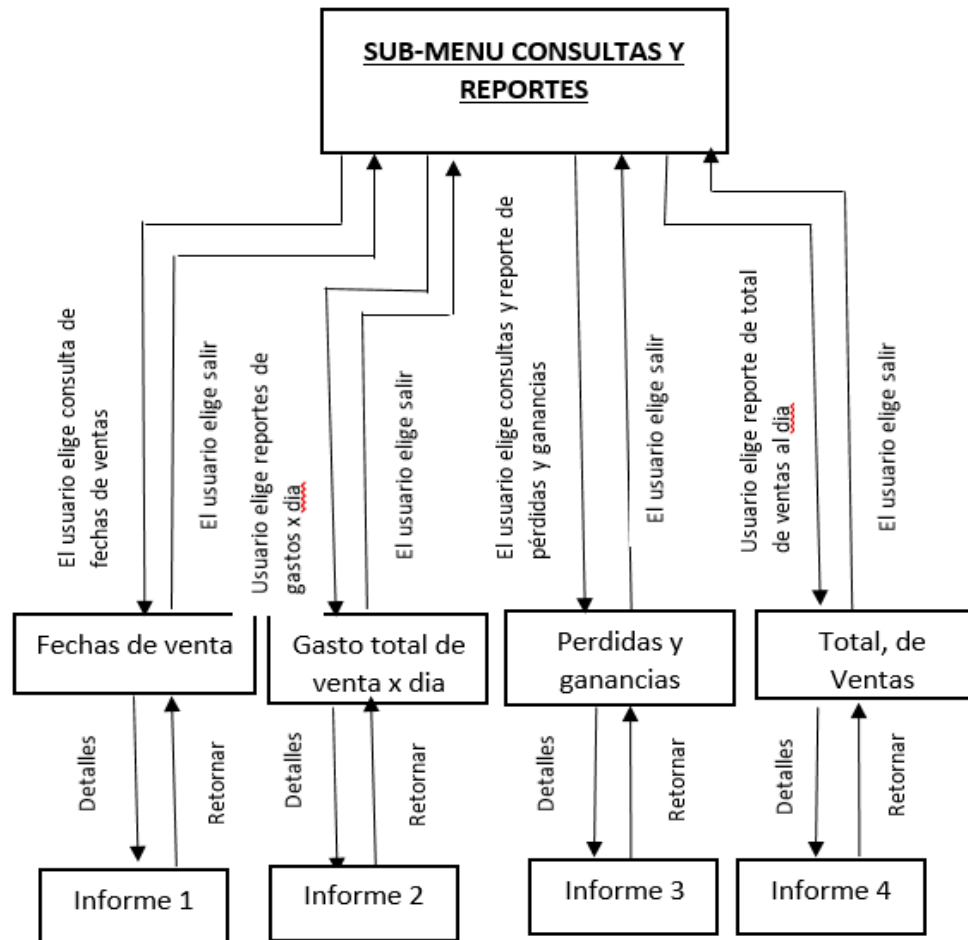 SUB-MENU CONSULTAS Y
REPORTES
El usuario elige consulta de
fechas de ventas
El usuario elige salir
Usuario elige reportes de
gastos x dia
El usuario elige salir
El usuario elige consultas y reporte de
pérdidas y ganancias
El usuario elige salir
Usuario elige reporte de total
de ventas al dia
El usuario elige salir
Fechas de venta
Gasto total de
venta x dia
Perdidas y
ganancias
Total, de
Ventas
Detalles
Retornar
Detalles
Retornar
Detalles
Retornar
Detalles
Retornar
Informe 1
Informe 2
Informe 3
Informe 4